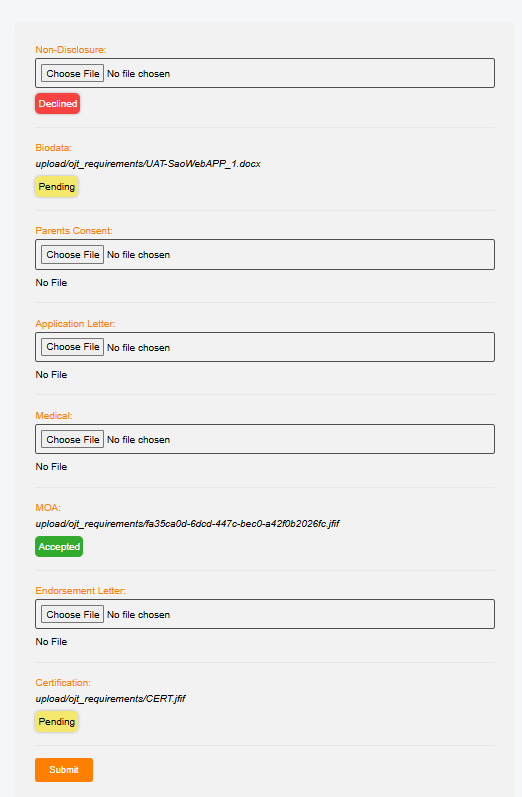 Non-Disclosure:
Choose File No file chosen
Declined
Biodata:
upload/ojt_requirements/UAT-SaoWebAPP_1.docx
Pending
Parents Consent:
Choose File No file chosen
No File
Application Letter:
Choose File No file chosen
No File
Medical:
Choose File No file chosen
No File
MOA:
upload/ojt_requirements/fa35ca0d-6dcd-447c-bec0-a42f0b2026fc.jfif
Accepted
Endorsement Letter:
Choose File No file chosen
No File
Certification:
upload/ojt_requirements/CERT.jfif
Pending
Submit